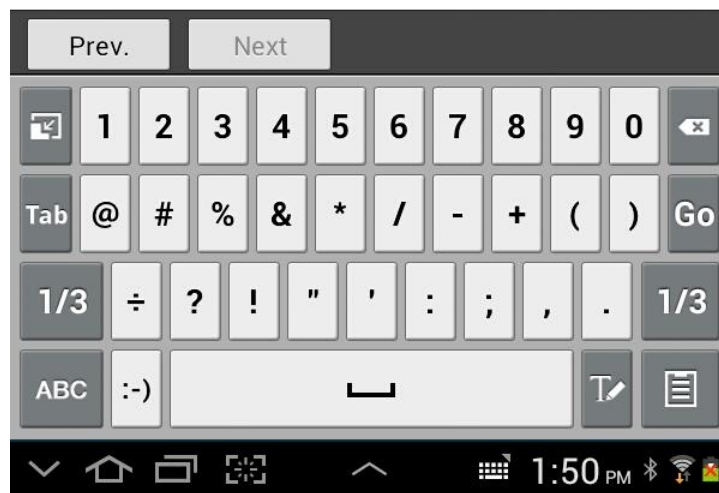 Prev. Next
1 2 3 4 5 6 7 8 9 0
Tab @ # % & * / - + ( ) Go
1/3 ÷ ? ! " ' : ; , . 1/3
ABC :-) T
1:50 PM